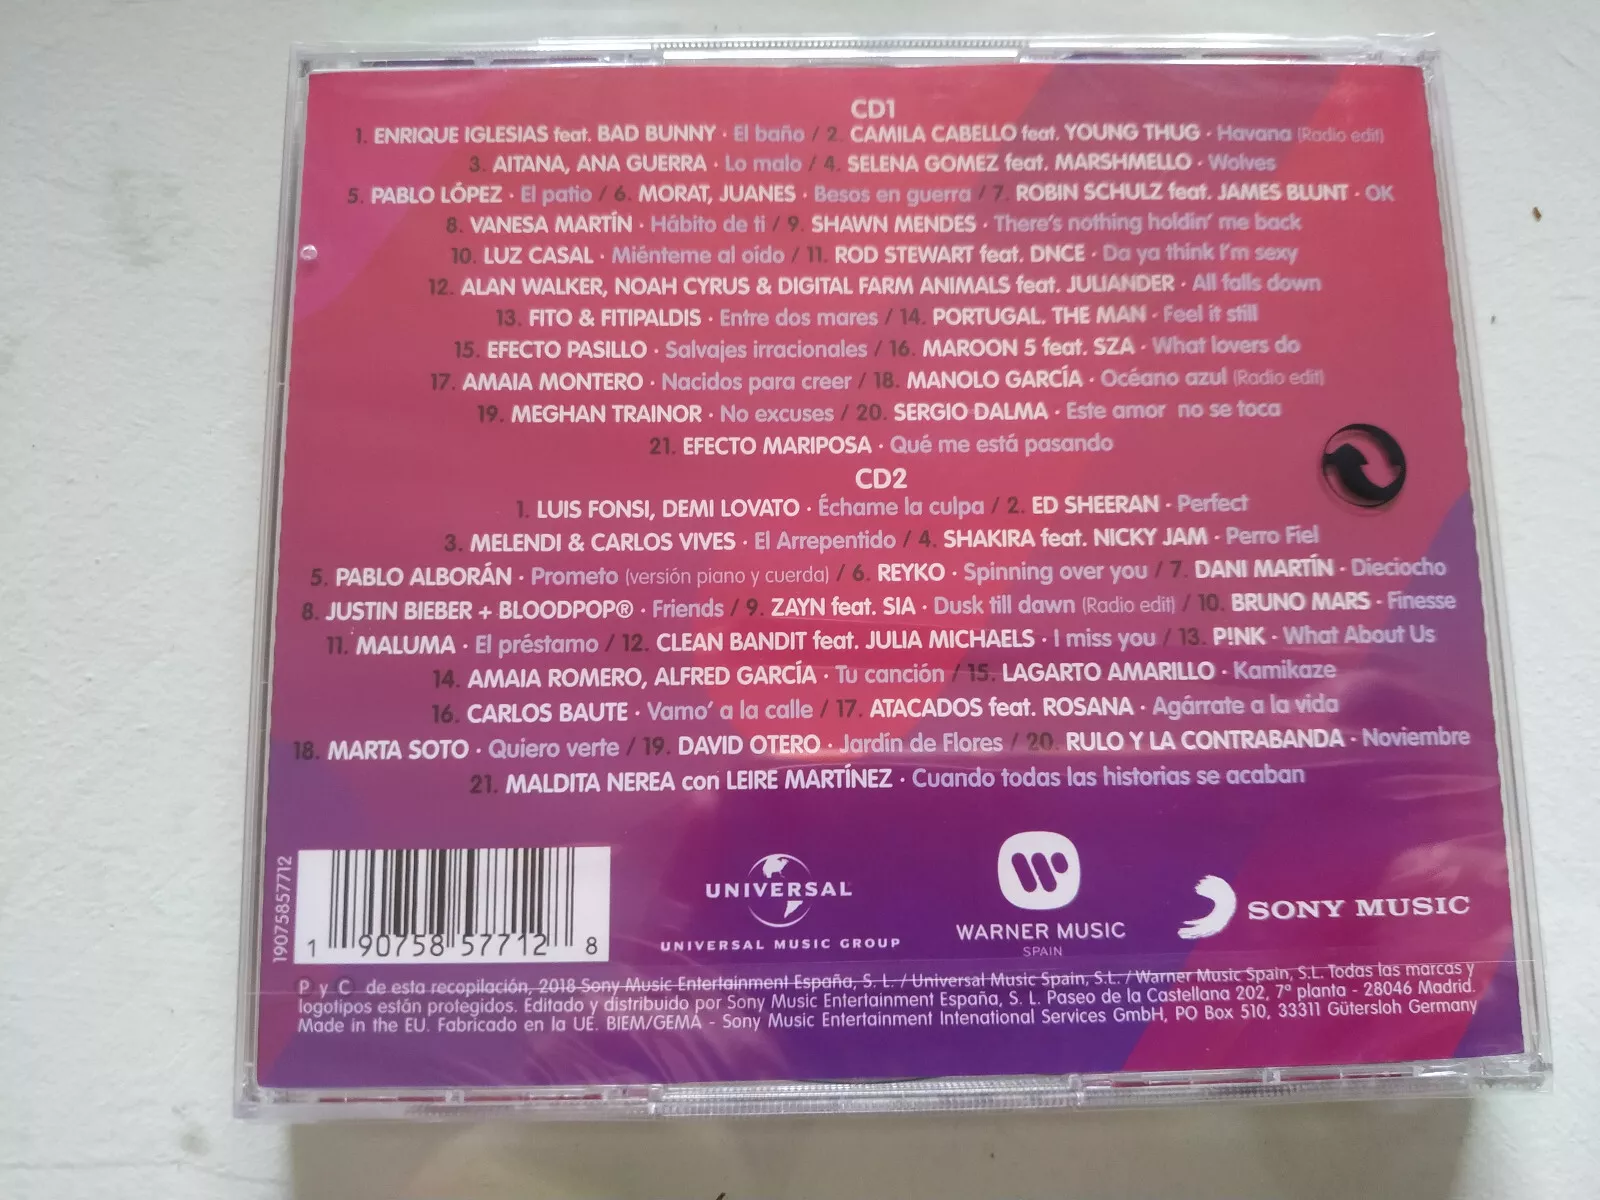 CD1
1. ENRIQUE IGLESIAS feat. BAD BUNNY · El baño / 2. CAMILA CABELLO feat. YOUNG THUG · Havana (Radio edit)
3. AITANA, ANA GUERRA · Lo malo / 4. SELENA GOMEZ feat. MARSHMELLO · Wolves
5. PABLO LÓPEZ · El patio / 6. MORAT, JUANES · Besos en guerra / 7. ROBIN SCHULZ feat. JAMES BLUNT · OK
8. VANESA MARTÍN · Hábito de ti / 9. SHAWN MENDES · There's nothing holdin' me back
10. LUZ CASAL · Miénteme al oído / 11. ROD STEWART feat. DNCE · Da ya think I'm sexy
12. ALAN WALKER, NOAH CYRUS & DIGITAL FARM ANIMALS feat. JULIANDER · All falls down
13. FITO & FITIPALDIS · Entre dos mares / 14. PORTUGAL. THE MAN · Feel it still
15. EFECTO PASILLO · Salvajes irracionales / 16. MAROON 5 feat. SZA · What lovers do
17. AMAIA MONTERO · Nacidos para creer / 18. MANOLO GARCÍA · Océano azul (Radio edit)
19. MEGHAN TRAINOR · No excuses / 20. SERGIO DALMA · Este amor no se toca
21. EFECTO MARIPOSA · Qué me está pasando
CD2
1. LUIS FONSI, DEMI LOVATO · Échame la culpa / 2. ED SHEERAN · Perfect
3. MELENDI & CARLOS VIVES · El Arrepentido / 4. SHAKIRA feat. NICKY JAM · Perro Fiel
5. PABLO ALBORÁN · Prometo (versión piano y cuerda) / 6. REYKO · Spinning over you / 7. DANI MARTÍN · Dieciocho
8. JUSTIN BIEBER + BLOODPOP® · Friends / 9. ZAYN feat. SIA · Dusk till dawn (Radio edit) / 10. BRUNO MARS · Finesse
11. MALUMA · El préstamo / 12. CLEAN BANDIT feat. JULIA MICHAELS · I miss you / 13. P!NK · What About Us
14. AMAIA ROMERO, ALFRED GARCÍA · Tu canción / 15. LAGARTO AMARILLO · Kamikaze
16. CARLOS BAUTE · Vamo' a la calle / 17. ATACADOS feat. ROSANA · Agárrate a la vida
18. MARTA SOTO · Quiero verte / 19. DAVID OTERO · Jardín de Flores / 20. RULO Y LA CONTRABANDA · Noviembre
21. MALDITA NEREA con LEIRE MARTÍNEZ · Cuando todas las historias se acaban
19075857712
1 90758 57712 8
UNIVERSAL
UNIVERSAL MUSIC GROUP
WARNER MUSIC
SPAIN
SONY MUSIC
Ⓟ y Ⓒ de esta recopilación, 2018 Sony Music Entertainment España, S. L. / Universal Music Spain, S.L. / Warner Music Spain, S.L. Todas las marcas y
logotipos están protegidos. Editado y distribuido por Sony Music Entertainment España, S. L. Paseo de la Castellana 202, 7ª planta - 28046 Madrid.
Made in the EU. Fabricado en la UE. BIEM/GEMA - Sony Music Entertainment Intenational Services GmbH, PO Box 510, 33311 Gütersloh Germany